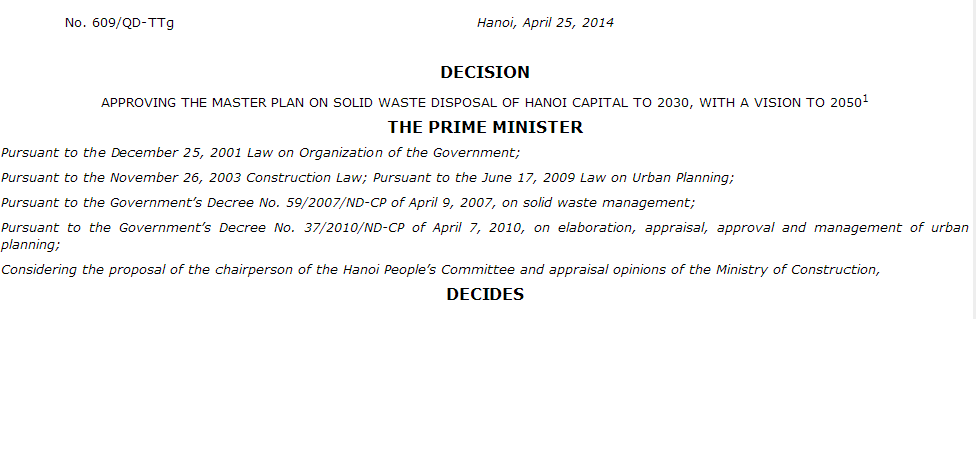 No. 609/QD-TTg Hanoi, April 25, 2014
DECISION
APPROVING THE MASTER PLAN ON SOLID WASTE DISPOSAL OF HANOI CAPITAL TO 2030, WITH A VISION TO 2050¹
THE PRIME MINISTER
Pursuant to the December 25, 2001 Law on Organization of the Government;
Pursuant to the November 26, 2003 Construction Law; Pursuant to the June 17, 2009 Law on Urban Planning;
Pursuant to the Government’s Decree No. 59/2007/ND-CP of April 9, 2007, on solid waste management;
Pursuant to the Government’s Decree No. 37/2010/ND-CP of April 7, 2010, on elaboration, appraisal, approval and management of urban
planning;
Considering the proposal of the chairperson of the Hanoi People’s Committee and appraisal opinions of the Ministry of Construction,
DECIDES